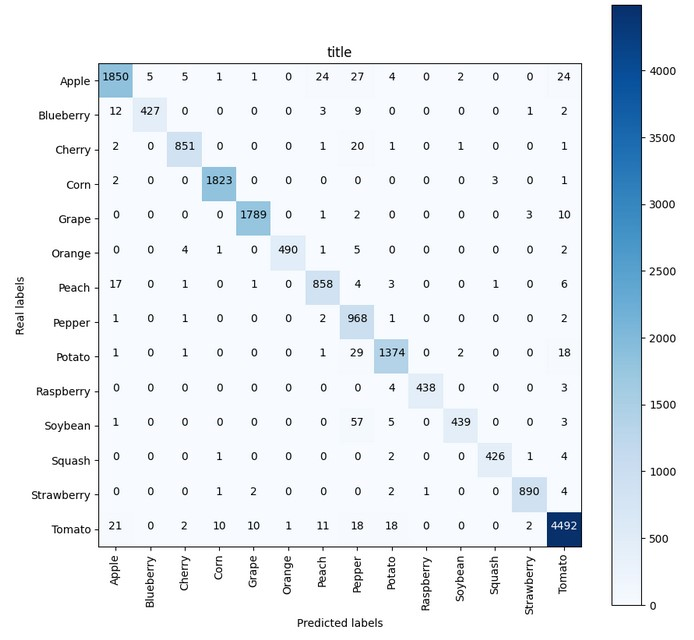 title
Apple 1850 5 5 1 1 0 24 27 4 0 2 0 0 24
Blueberry 12 427 0 0 0 0 3 9 0 0 0 0 1 2
Cherry 2 0 851 0 0 0 1 20 1 0 1 0 0 1
Corn 2 0 0 1823 0 0 0 0 0 0 0 3 0 1
Grape 0 0 0 0 1789 0 1 2 0 0 0 0 3 10
Orange 0 0 4 1 0 490 1 5 0 0 0 0 0 2
Peach 17 0 1 0 1 0 858 4 3 0 0 1 0 6
Pepper 1 0 1 0 0 0 2 968 1 0 0 0 0 2
Potato 1 0 1 0 0 0 1 29 1374 0 2 0 0 18
Raspberry 0 0 0 0 0 0 0 0 4 438 0 0 0 3
Soybean 1 0 0 0 0 0 0 57 5 0 439 0 0 3
Squash 0 0 0 1 0 0 0 0 2 0 0 426 1 4
Strawberry 0 0 0 1 2 0 0 0 2 1 0 0 890 4
Tomato 21 0 2 10 10 1 11 18 18 0 0 0 2 4492
Real labels
Apple Blueberry Cherry Corn Grape Orange Peach Pepper Potato Raspberry Soybean Squash Strawberry Tomato
Predicted labels
4000
3500
3000
2500
2000
1500
1000
500
0